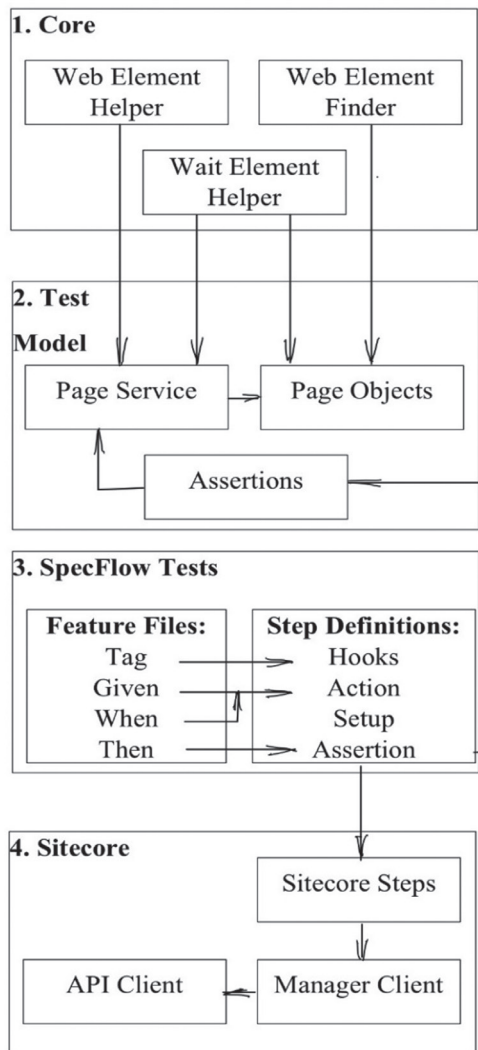 1. Core
Web Element
Helper
Web Element
Finder
Wait Element
Helper
2. Test
Model
Page Service
Page Objects
Assertions
3. SpecFlow Tests
Feature Files:
Tag
Given
When
Then
Step Definitions:
Hooks
Action
Setup
Assertion
4. Sitecore
Sitecore Steps
API Client
Manager Client